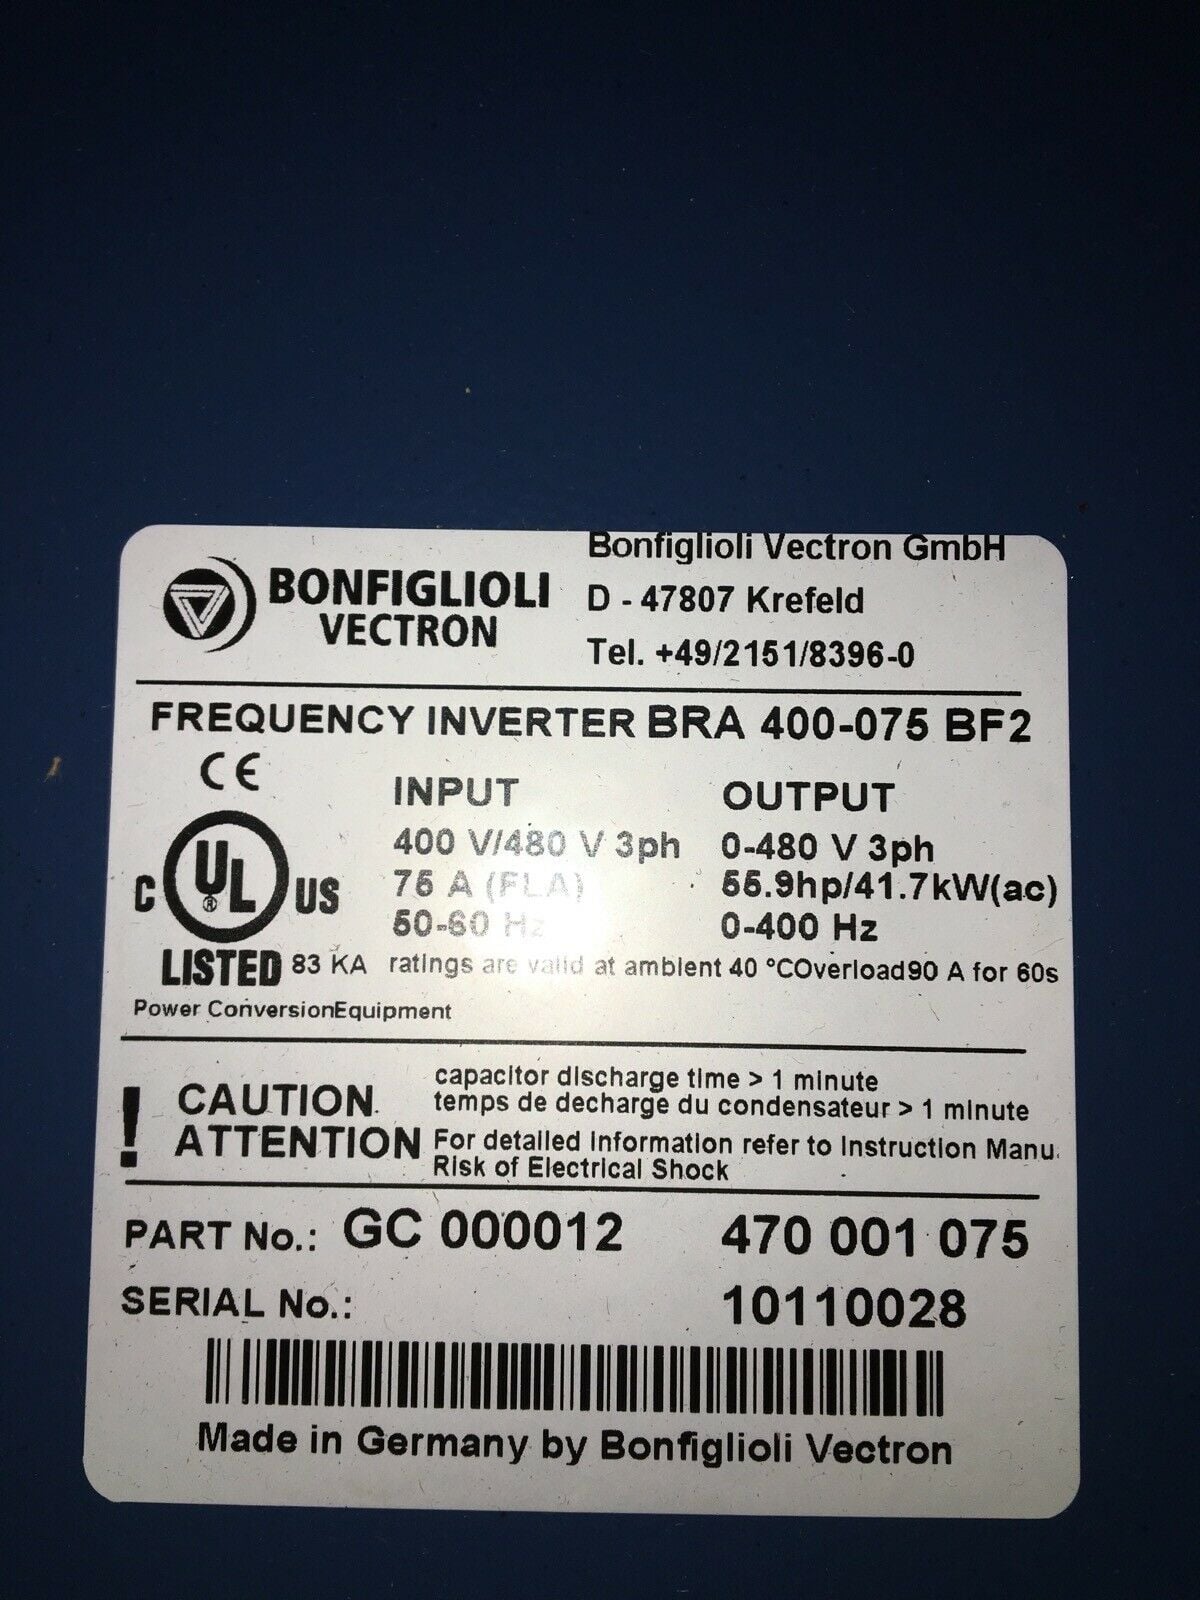 BONFIGLIOLI
VECTRON
Bonfiglioli Vectron GmbH
D - 47807 Krefeld
Tel. +49/2151/8396-0
FREQUENCY INVERTER BRA 400-075 BF2
CE
C UL ® US
LISTED 83 KA
Power ConversionEquipment
INPUT
400 V/480 V 3ph
75 A (FLA)
50-60 Hz
OUTPUT
0-480 V 3ph
55.9hp/41.7kW(ac)
0-400 Hz
ratings are valid at ambient 40 °COverload90 A for 60s
! CAUTION
ATTENTION
capacitor discharge time > 1 minute
temps de decharge du condensateur > 1 minute
For detailed information refer to Instruction Manu
Risk of Electrical Shock
PART No.: GC 000012 470 001 075
SERIAL No.: 10110028
Made in Germany by Bonfiglioli Vectron